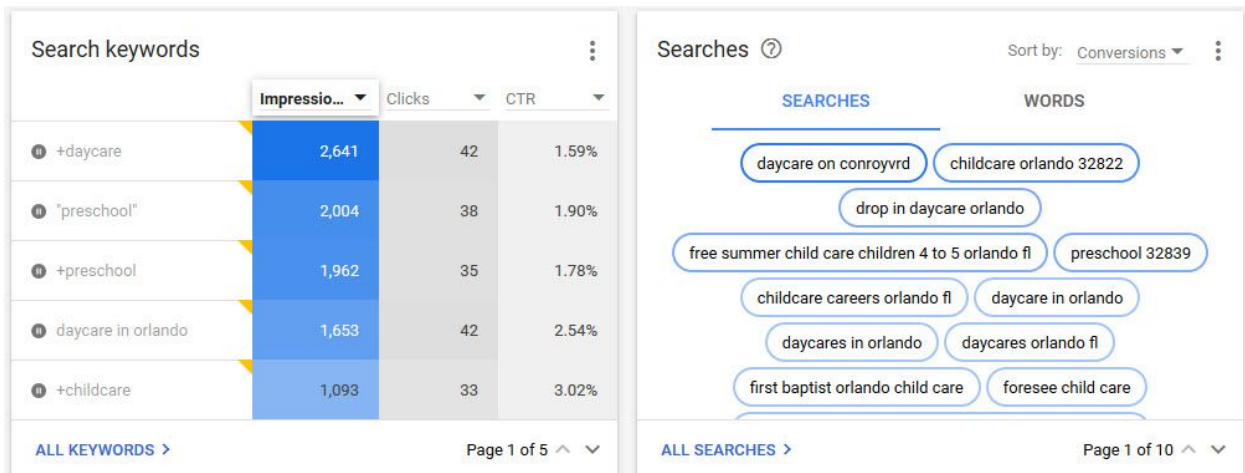 Search keywords
Impressio... Clicks CTR
+daycare 2,641 42 1.59%
"preschool" 2,004 38 1.90%
+preschool 1,962 35 1.78%
daycare in orlando 1,653 42 2.54%
+childcare 1,093 33 3.02%
ALL KEYWORDS > Page 1 of 5
Searches ? Sort by: Conversions
SEARCHES WORDS
daycare on conroyvrd childcare orlando 32822
drop in daycare orlando
free summer child care children 4 to 5 orlando fl preschool 32839
childcare careers orlando fl daycare in orlando
daycares in orlando daycares orlando fl
first baptist orlando child care foresee child care
ALL SEARCHES > Page 1 of 10